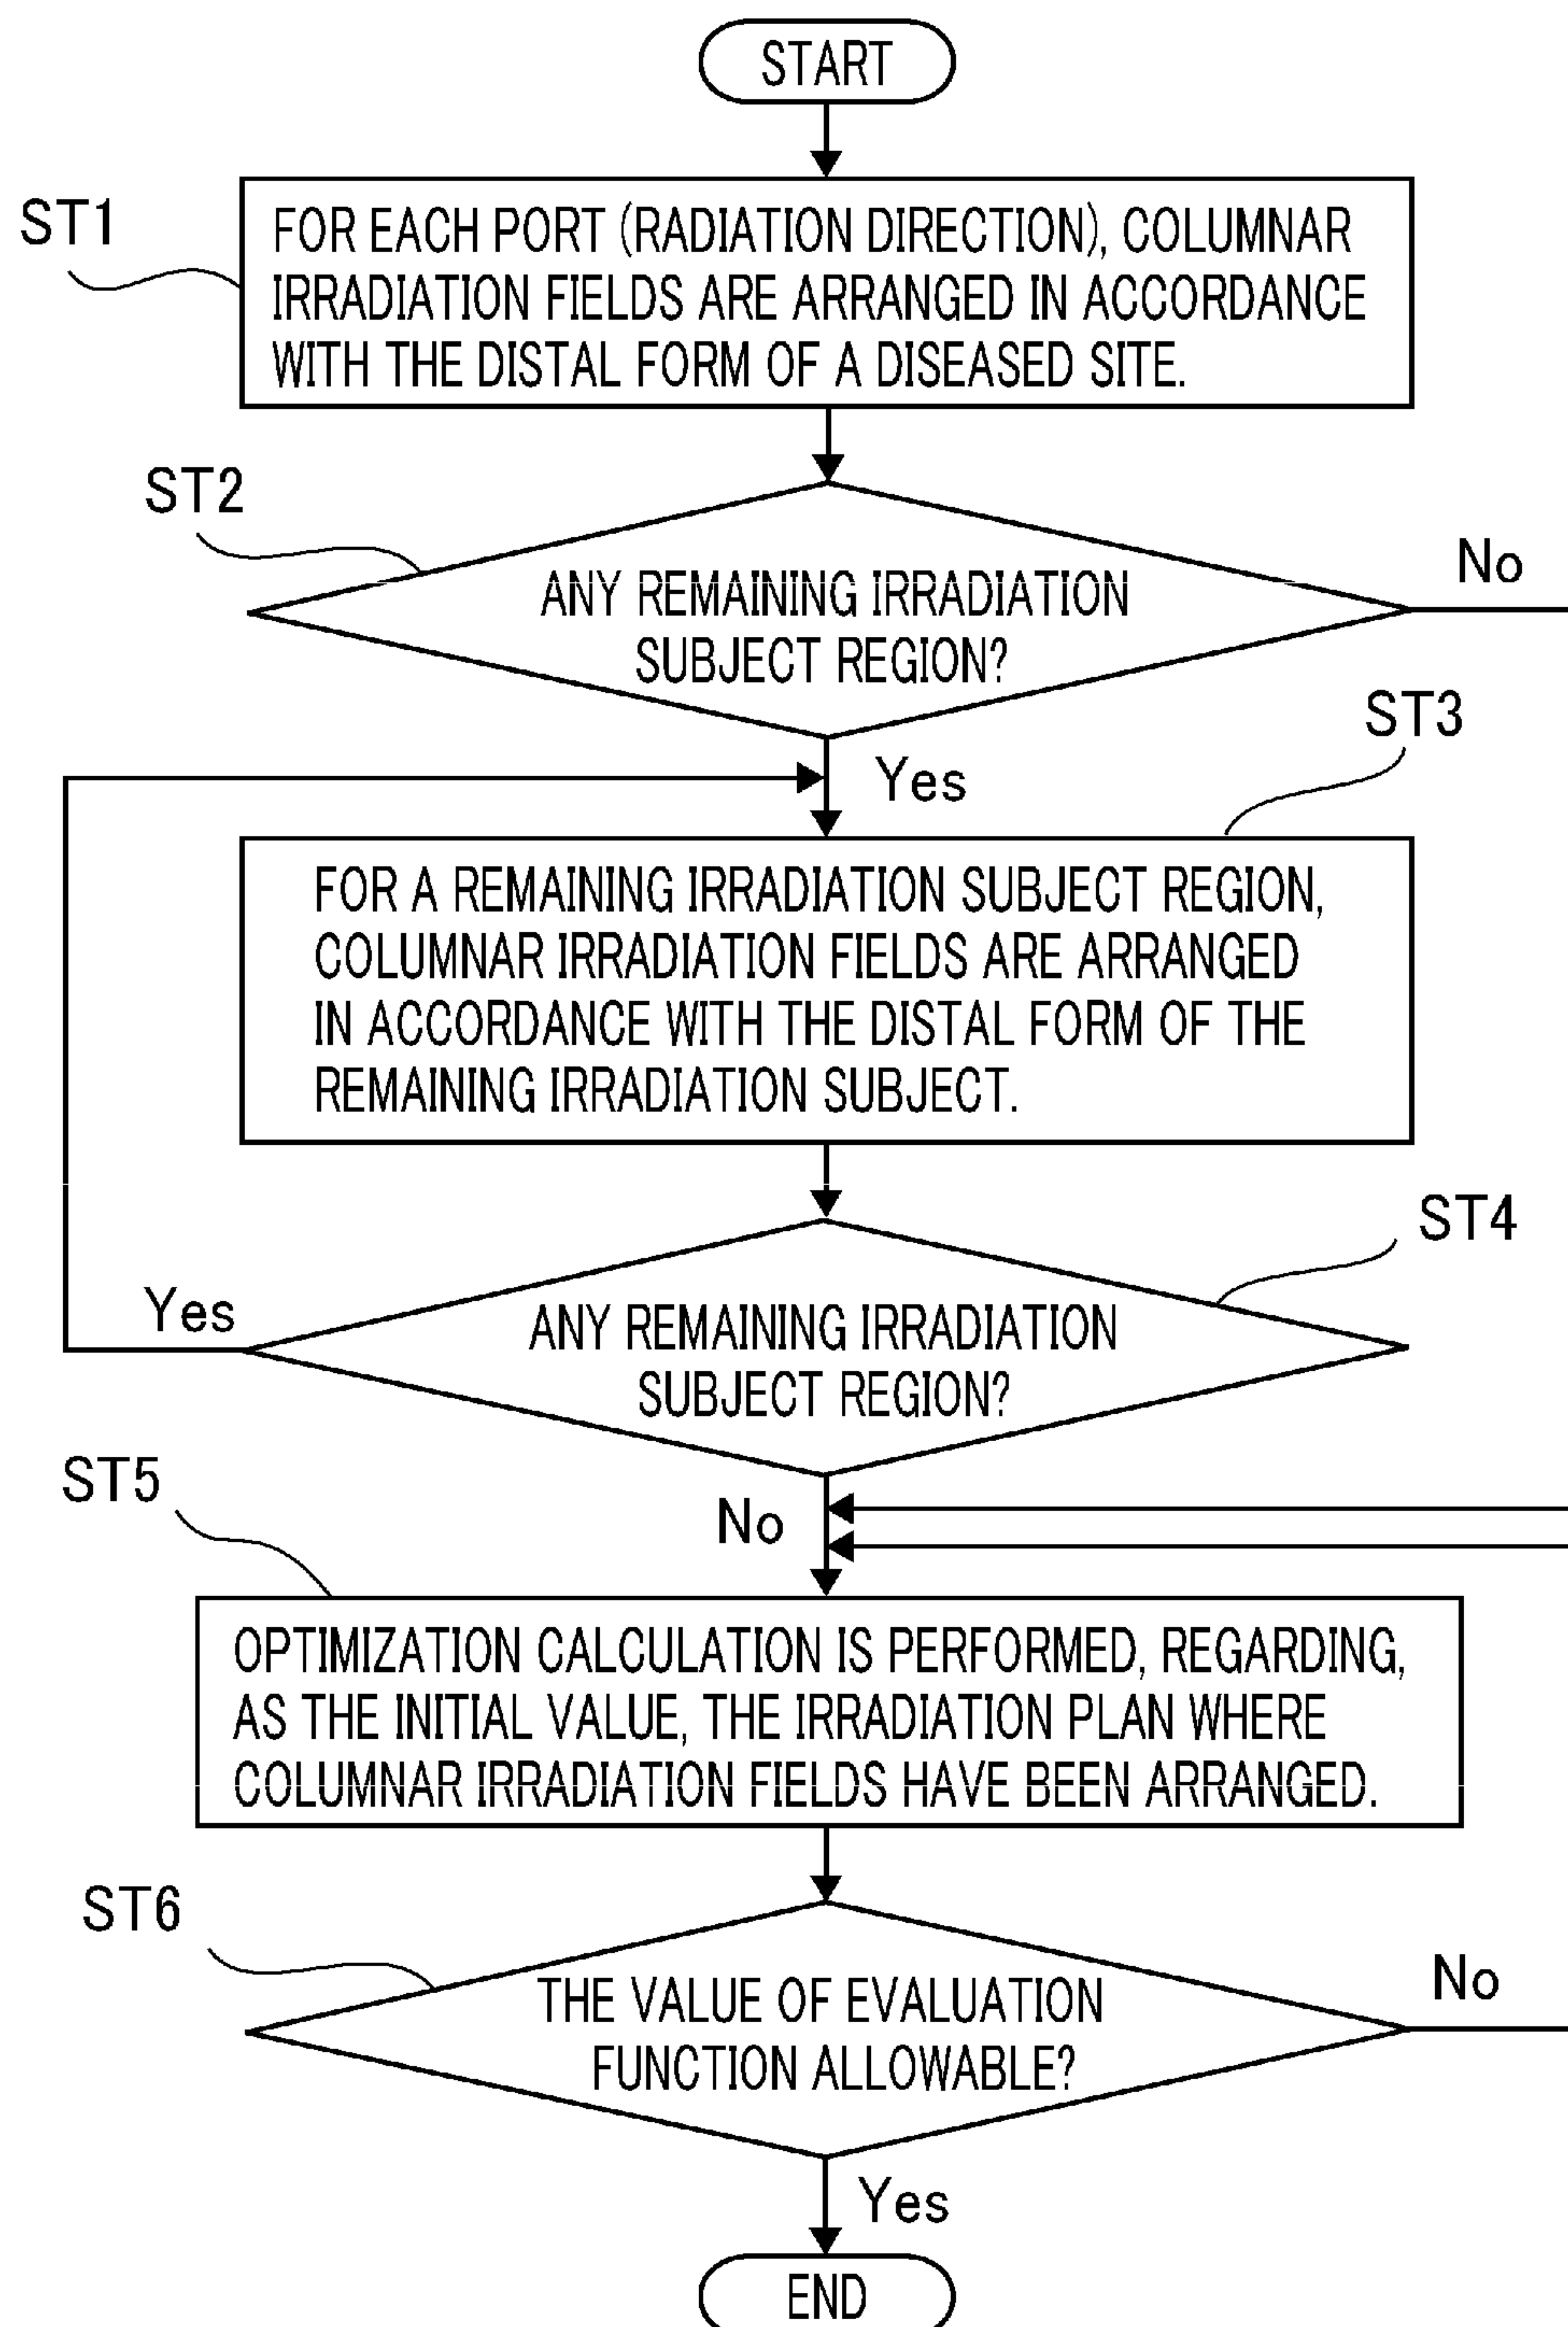 START
ST1
FOR EACH PORT (RADIATION DIRECTION), COLUMNAR
IRRADIATION FIELDS ARE ARRANGED IN ACCORDANCE
WITH THE DISTAL FORM OF A DISEASED SITE.
ST2
No
ANY REMAINING IRRADIATION
SUBJECT REGION?
ST3
Yes
FOR A REMAINING IRRADIATION SUBJECT REGION,
COLUMNAR IRRADIATION FIELDS ARE ARRANGED
IN ACCORDANCE WITH THE DISTAL FORM OF THE
REMAINING IRRADIATION SUBJECT.
ST4
Yes
ANY REMAINING IRRADIATION
SUBJECT REGION?
ST5
No
OPTIMIZATION CALCULATION IS PERFORMED, REGARDING,
AS THE INITIAL VALUE, THE IRRADIATION PLAN WHERE
COLUMNAR IRRADIATION FIELDS HAVE BEEN ARRANGED.
ST6
No
THE VALUE OF EVALUATION
FUNCTION ALLOWABLE?
Yes
END